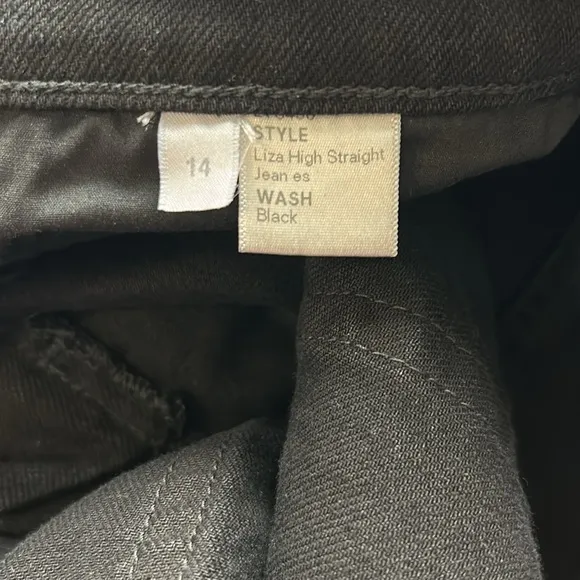 14
STYLE
Liza High Straight
Jean es
WASH
Black